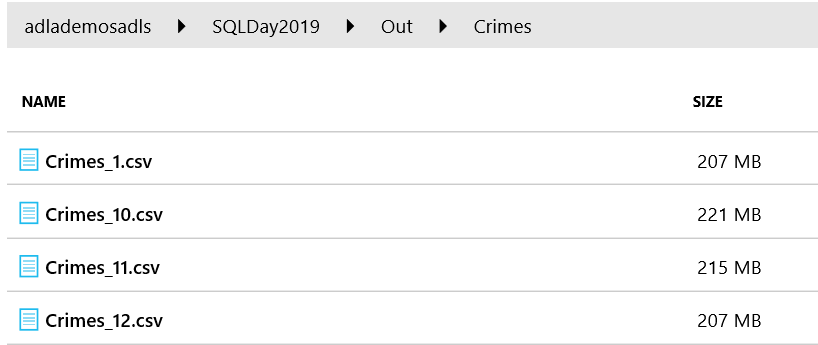 adlademosadls SQLDay2019 Out Crimes
NAME SIZE
Crimes_1.csv 207 MB
Crimes_10.csv 221 MB
Crimes_11.csv 215 MB
Crimes_12.csv 207 MB